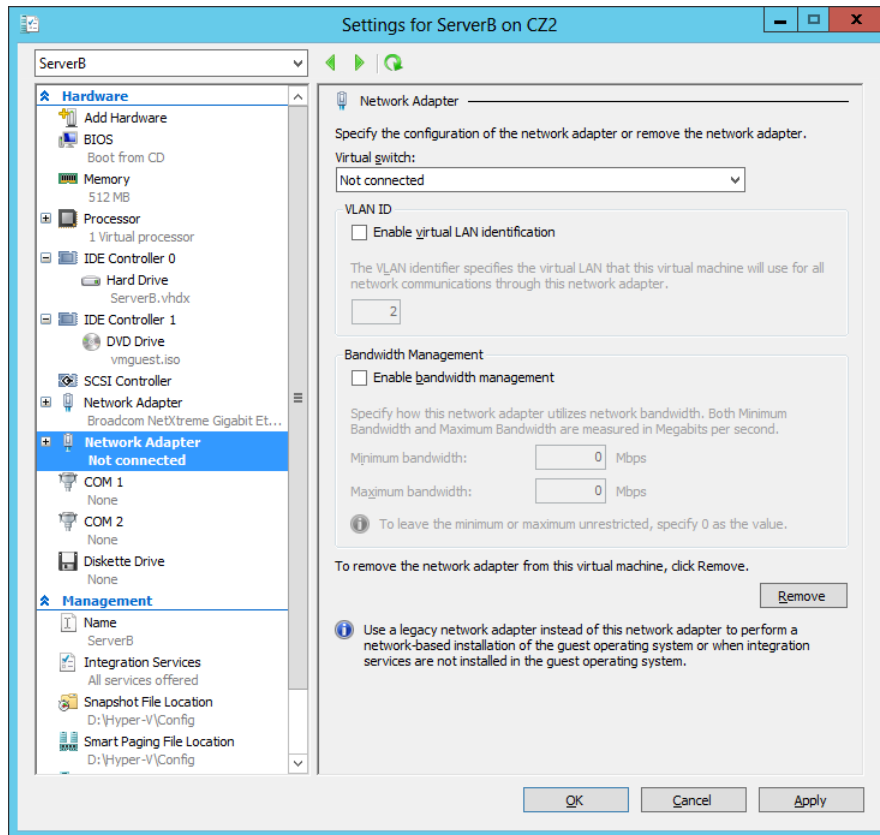 Settings for ServerB on CZ2
ServerB
Hardware
Add Hardware
BIOS
Boot from CD
Memory
512 MB
Processor
1 Virtual processor
IDE Controller 0
Hard Drive
ServerB.vhdx
IDE Controller 1
DVD Drive
vmguest.iso
SCSI Controller
Network Adapter
Broadcom NetXtreme Gigabit Et...
Network Adapter
Not connected
COM 1
None
COM 2
None
Diskette Drive
None
Management
Name
ServerB
Integration Services
All services offered
Snapshot File Location
D:\Hyper-V\Config
Smart Paging File Location
D:\Hyper-V\Config
Network Adapter
Specify the configuration of the network adapter or remove the network adapter.
Virtual switch:
Not connected
VLAN ID
Enable virtual LAN identification
The VLAN identifier specifies the virtual LAN that this virtual machine will use for all
network communications through this network adapter.
2
Bandwidth Management
Enable bandwidth management
Specify how this network adapter utilizes network bandwidth. Both Minimum
Bandwidth and Maximum Bandwidth are measured in Megabits per second.
Minimum bandwidth: 0 Mbps
Maximum bandwidth: 0 Mbps
To leave the minimum or maximum unrestricted, specify 0 as the value.
To remove the network adapter from this virtual machine, click Remove.
Remove
Use a legacy network adapter instead of this network adapter to perform a
network-based installation of the guest operating system or when integration
services are not installed in the guest operating system.
OK Cancel Apply